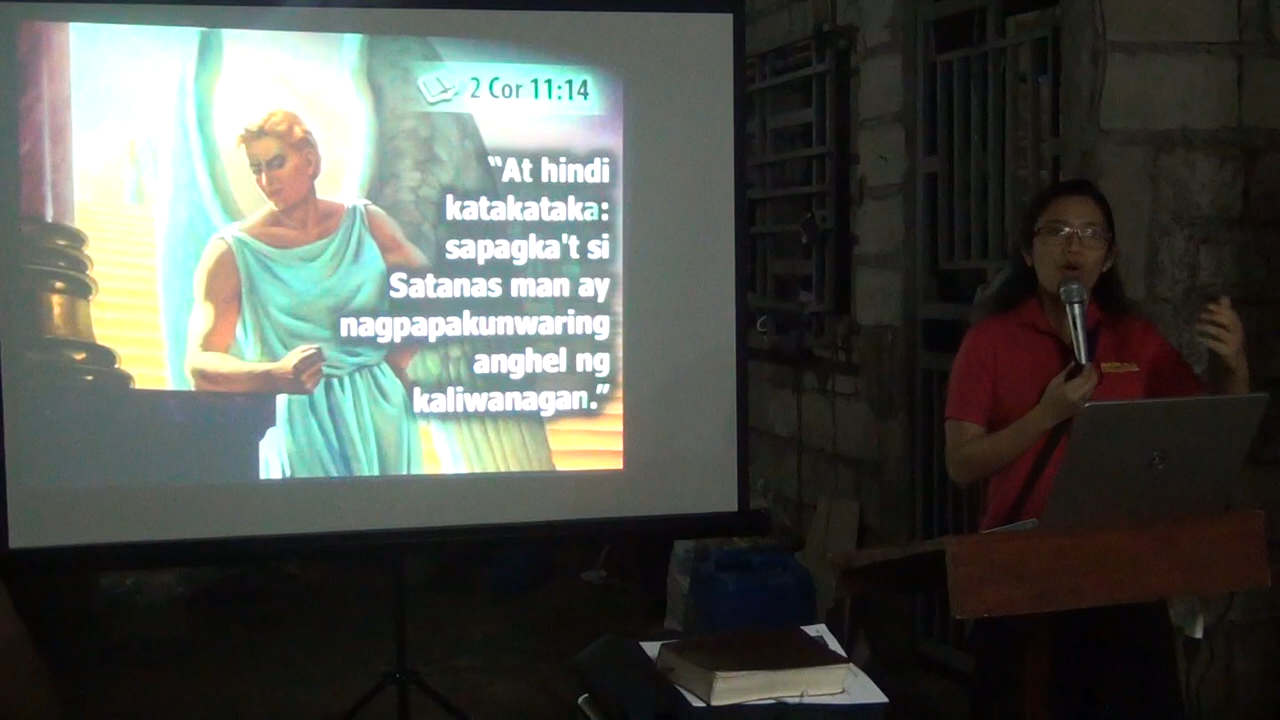 2 Cor 11:14
“At hindi
katakataka:
sapagka't si
Satanas man ay
nagpapakunwaring
anghel ng
kaliwanagan.”